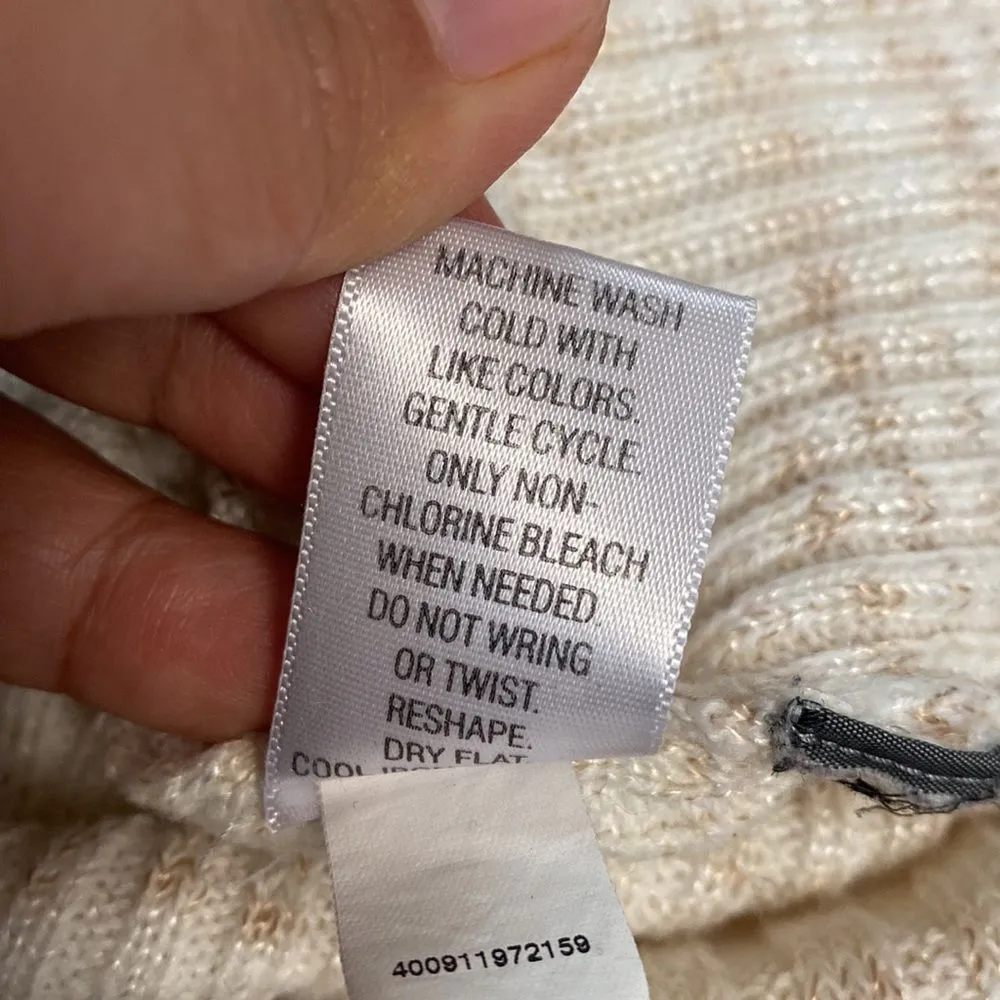 MACHINE WASH
COLD WITH
LIKE COLORS.
GENTLE CYCLE.
ONLY NON-
CHLORINE BLEACH
WHEN NEEDED
DO NOT WRING
OR TWIST.
RESHAPE.
DRY FLAT
COOL
400911972159